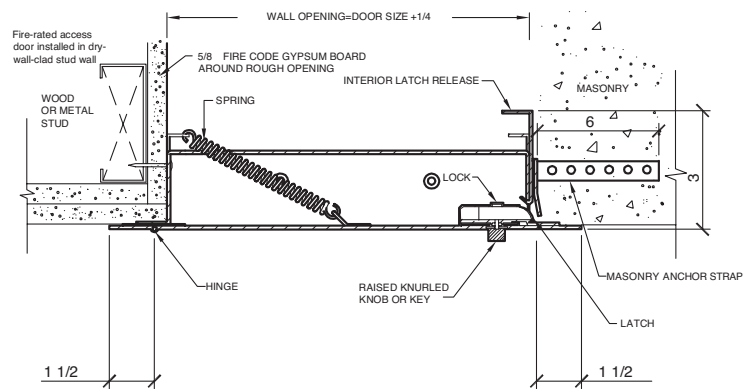 WALL OPENING=DOOR SIZE +1/4
Fire-rated access
door installed in dry-
wall-clad stud wall
5/8 FIRE CODE GYPSUM BOARD
AROUND ROUGH OPENING
INTERIOR LATCH RELEASE
MASONRY
WOOD
OR METAL
STUD
SPRING
6
LOCK
3
HINGE
RAISED KNURLED
KNOB OR KEY
MASONRY ANCHOR STRAP
LATCH
1 1/2
1 1/2